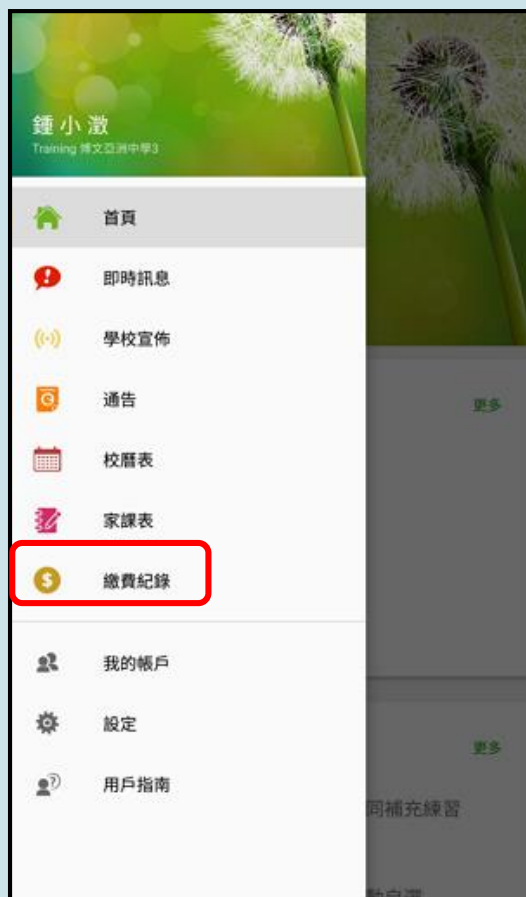 鍾小澂
Training 博文亞洲中學3
首頁
即時訊息
學校宣佈
通告
更多
校曆表
家課表
繳費紀錄
我的帳戶
設定
更多
用戶指南
同補充練習